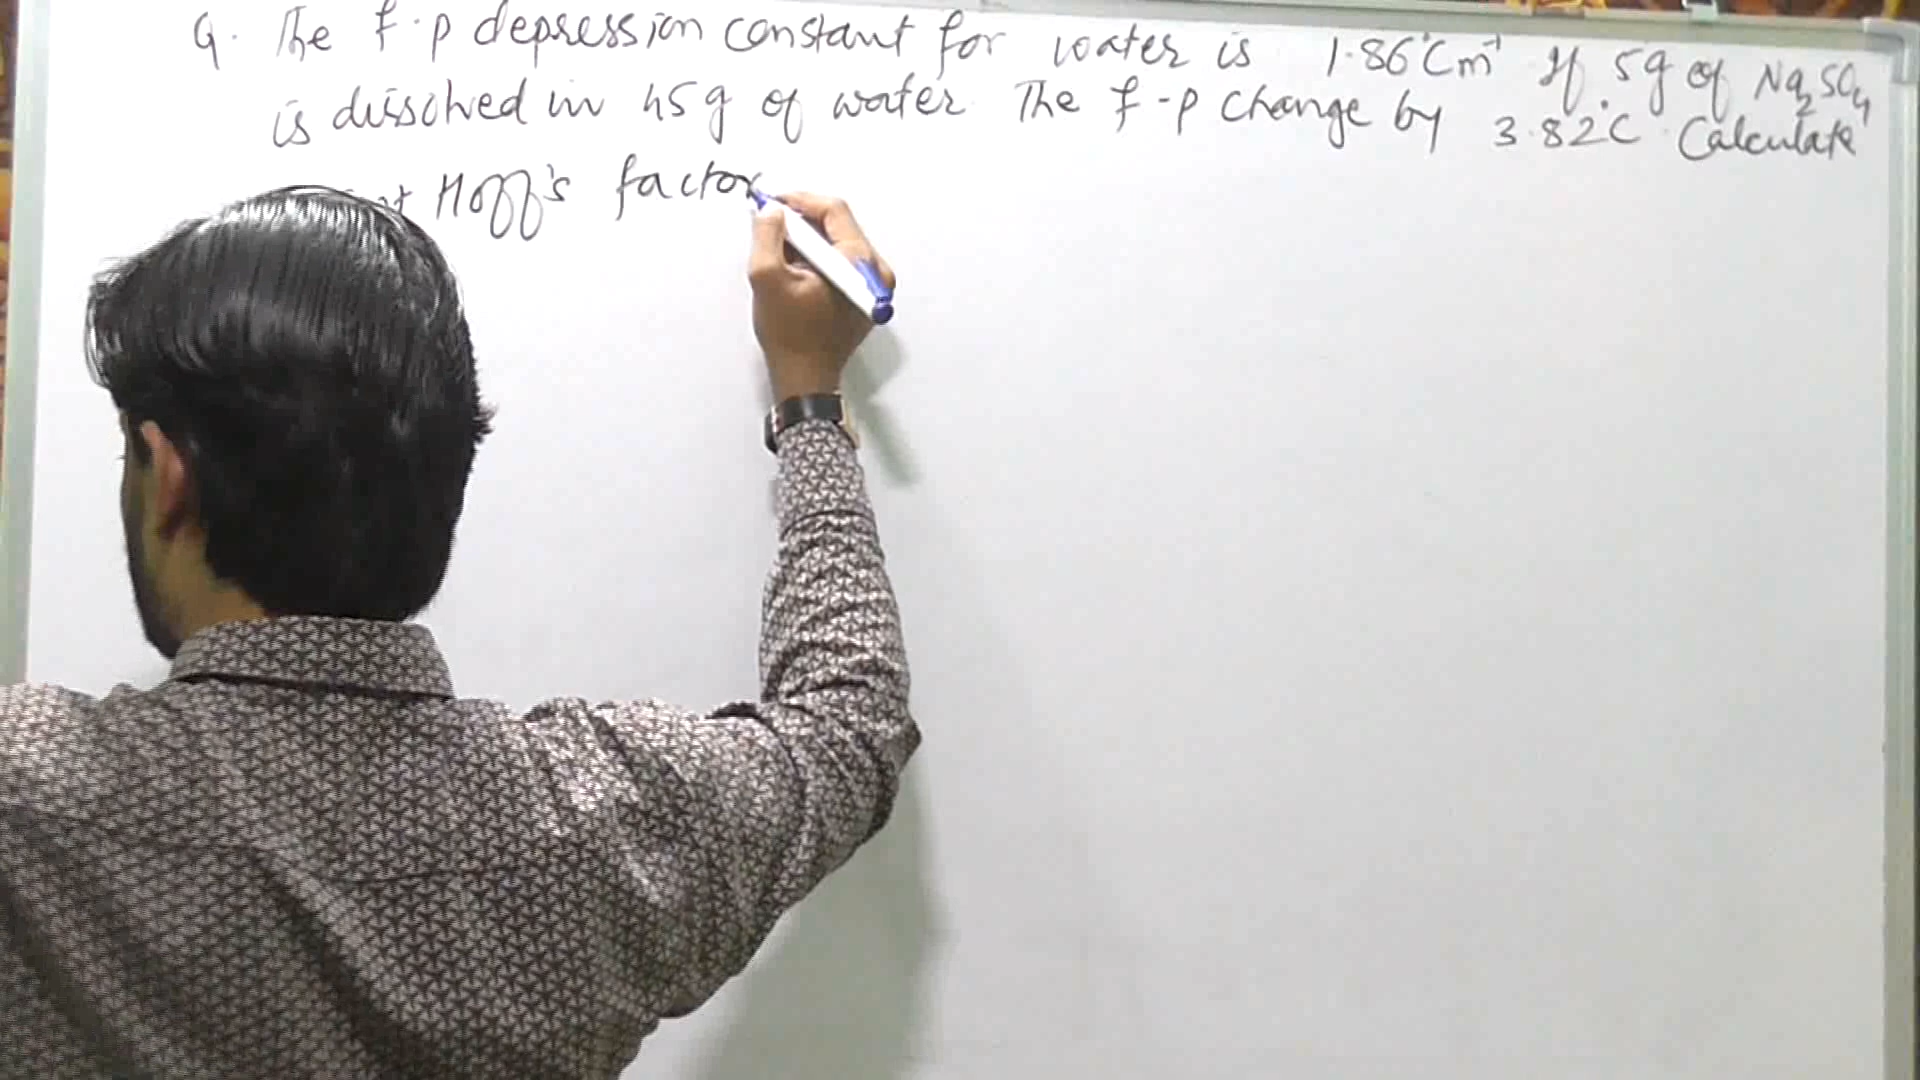 Q. The f.p depression constant for water is 1.86°Cm⁻¹ If 5g of Na₂SO₄
is dissolved in 45g of water. The f-p change by 3.82°C. Calculate
Hoff's factor